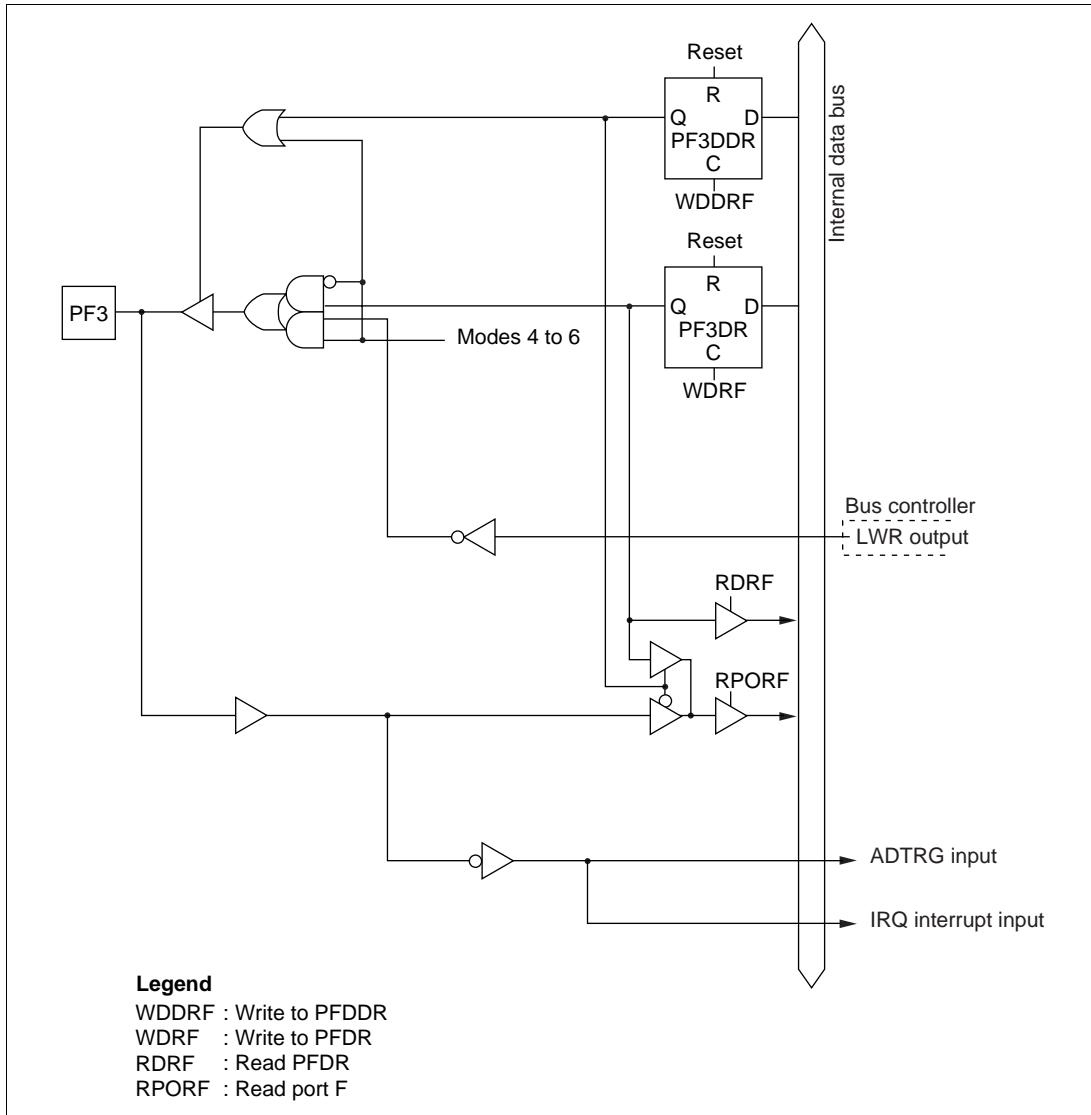 Reset
R
Q D
PF3DDR
C
WDDRF
Internal data bus
Reset
R
Q D
PF3DR
C
WDRF
PF3
Modes 4 to 6
Bus controller
LWR output
RDRF
RPORF
ADTRG input
IRQ interrupt input
Legend
WDDRF : Write to PFDDR
WDRF : Write to PFDR
RDRF : Read PFDR
RPORF : Read port F